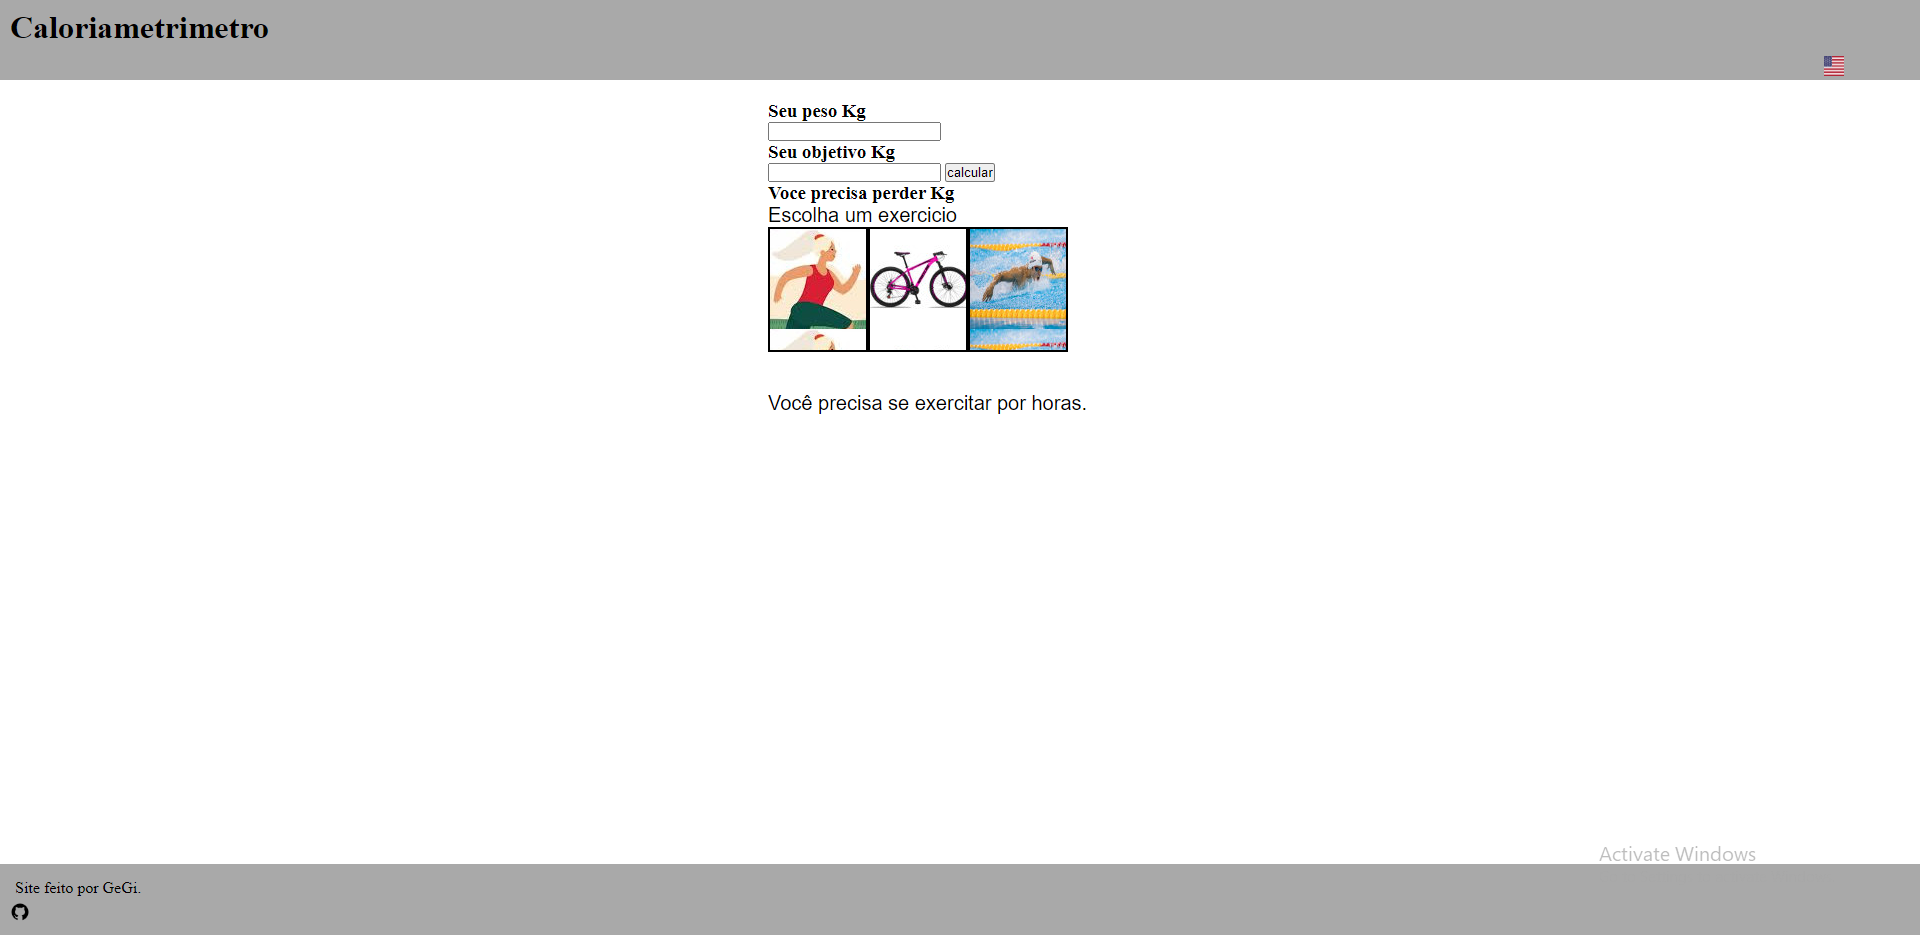 Caloriametrimetro
Seu peso Kg
Seu objetivo Kg
calcular
Voce precisa perder Kg
Escolha um exercicio
Você precisa se exercitar por horas.
Activate Windows
Site feito por GeGi.